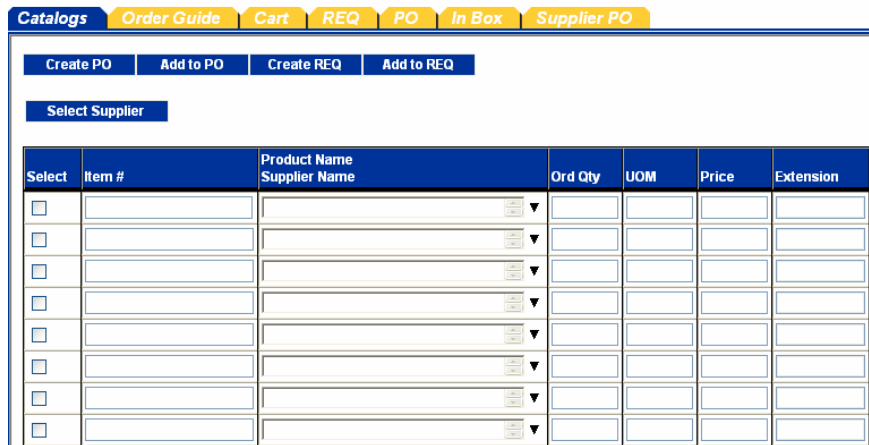 Catalogs Order Guide Cart REQ PO In Box Supplier PO
Create PO Add to PO Create REQ Add to REQ
Select Supplier
Product Name
Select Item # Supplier Name Ord Qty UOM Price Extension